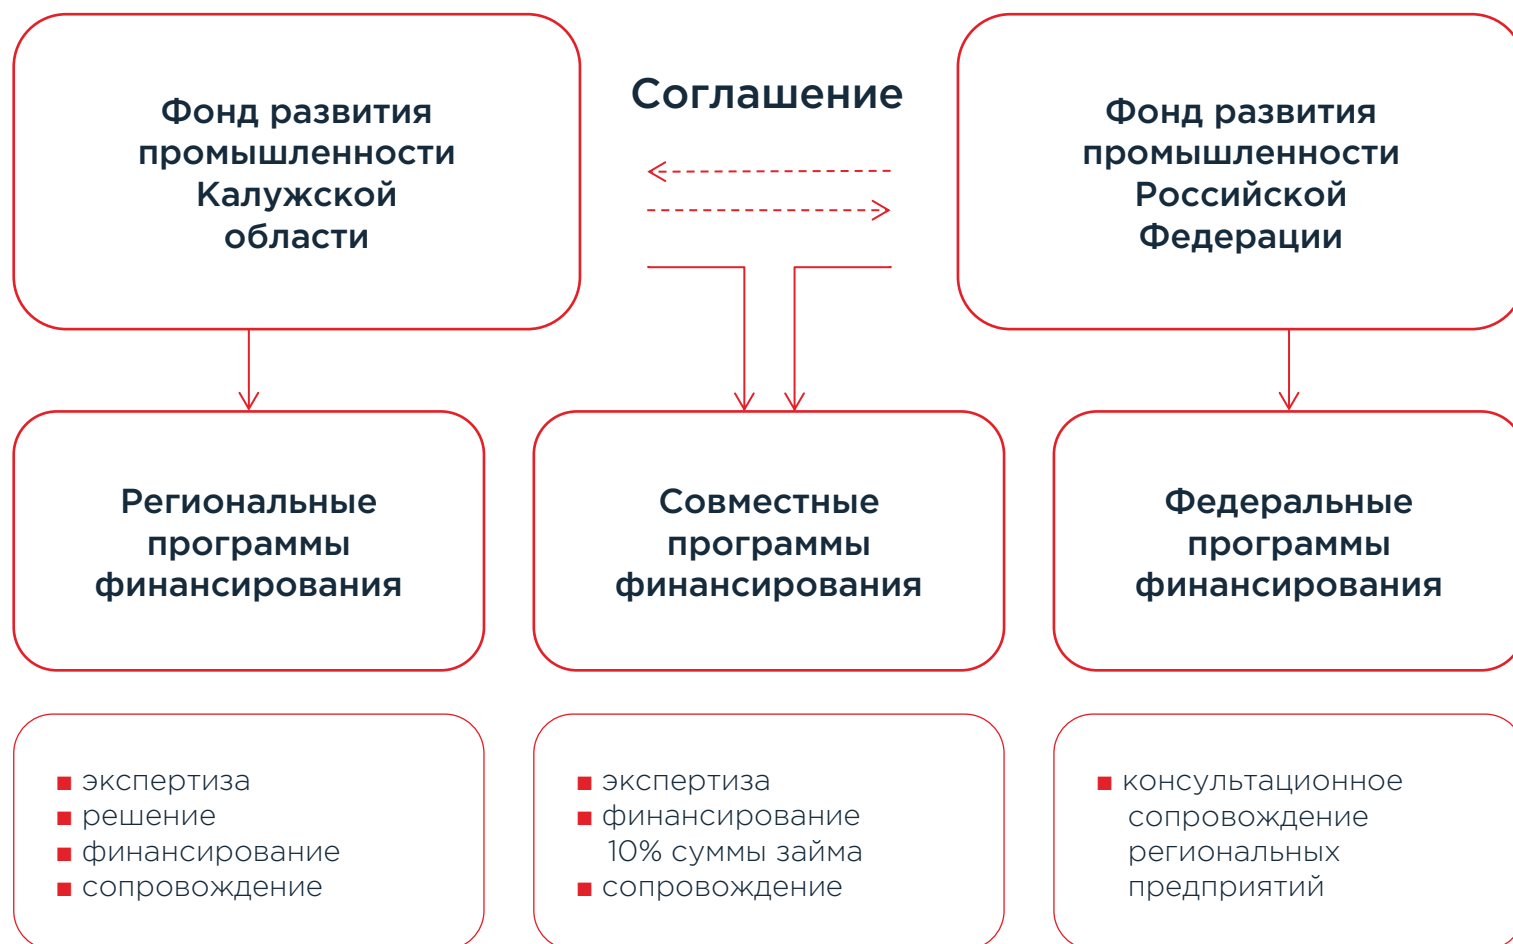 Фонд развития
промышленности
Калужской
области
Соглашение
Фонд развития
промышленности
Российской
Федерации
Региональные
программы
финансирования
Совместные
программы
финансирования
Федеральные
программы
финансирования
■ экспертиза
■ решение
■ финансирование
■ сопровождение
■ экспертиза
■ финансирование
10% суммы займа
■ сопровождение
■ консультационное
сопровождение
региональных
предприятий